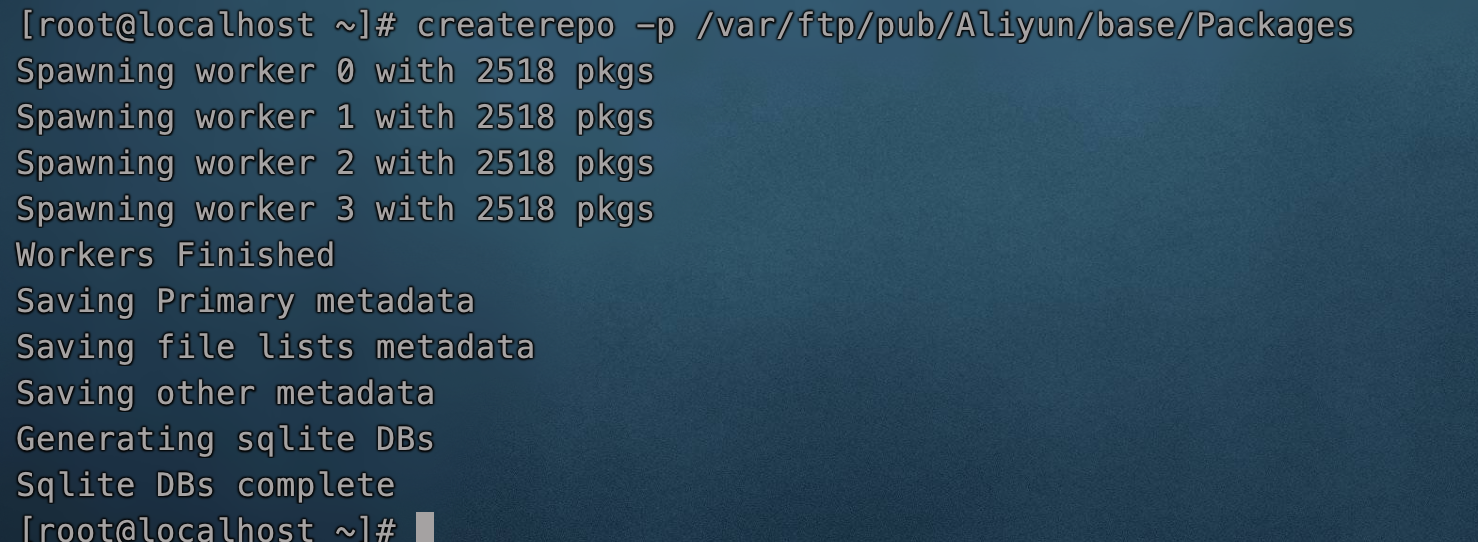 [root@localhost ~]# createrepo -p /var/ftp/pub/Aliyun/base/Packages
Spawning worker 0 with 2518 pkgs
Spawning worker 1 with 2518 pkgs
Spawning worker 2 with 2518 pkgs
Spawning worker 3 with 2518 pkgs
Workers Finished
Saving Primary metadata
Saving file lists metadata
Saving other metadata
Generating sqlite DBs
Sqlite DBs complete
[root@localhost ~]#